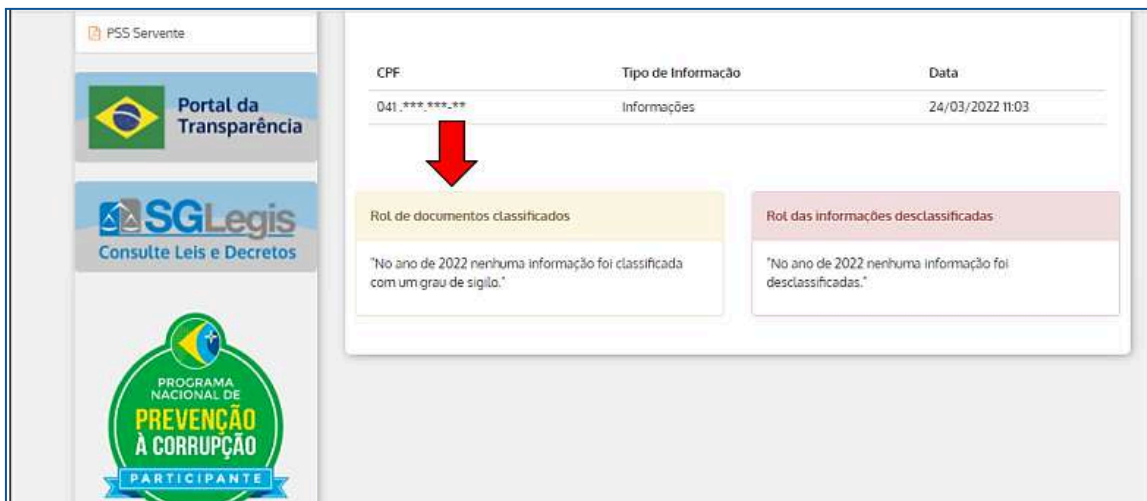 PSS Servente
Portal da
Transparência
SGLegis
Consulte Leis e Decretos
PROGRAMA
NACIONAL DE
PREVENÇÃO
À CORRUPÇÃO
PARTICIPANTE
CPF Tipo de Informação Data
041.***.***-** Informações 24/03/2022 11:03
Rol de documentos classificados
"No ano de 2022 nenhuma informação foi classificada
com um grau de sigilo."
Rol das informações desclassificadas
"No ano de 2022 nenhuma informação foi
desclassificadas."